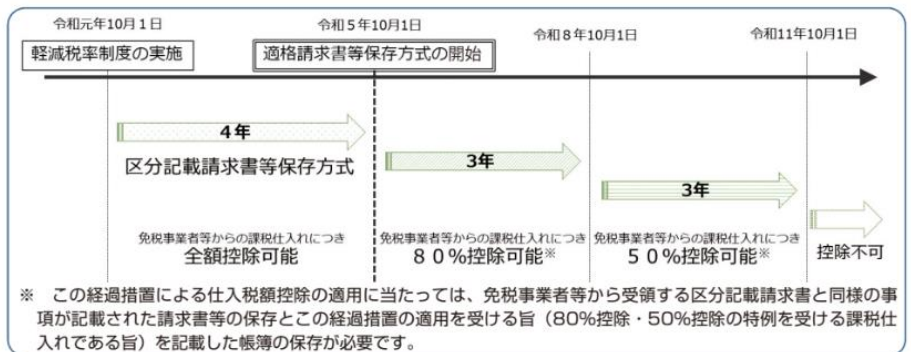 令和元年10月1日
令和5年10月1日
令和8年10月1日
令和11年10月1日
軽減税率制度の実施
適格請求書等保存方式の開始
4年
区分記載請求書等保存方式
3年
3年
免税事業者等からの課税仕入れにつき
全額控除可能
免税事業者等からの課税仕入れにつき
80%控除可能※
免税事業者等からの課税仕入れにつき
50%控除可能※
控除不可
※ この経過措置による仕入税額控除の適用に当たっては、免税事業者等から受領する区分記載請求書と同様の事
項が記載された請求書等の保存とこの経過措置の適用を受ける旨（80%控除・50%控除の特例を受ける課税仕
入れである旨）を記載した帳簿の保存が必要です。